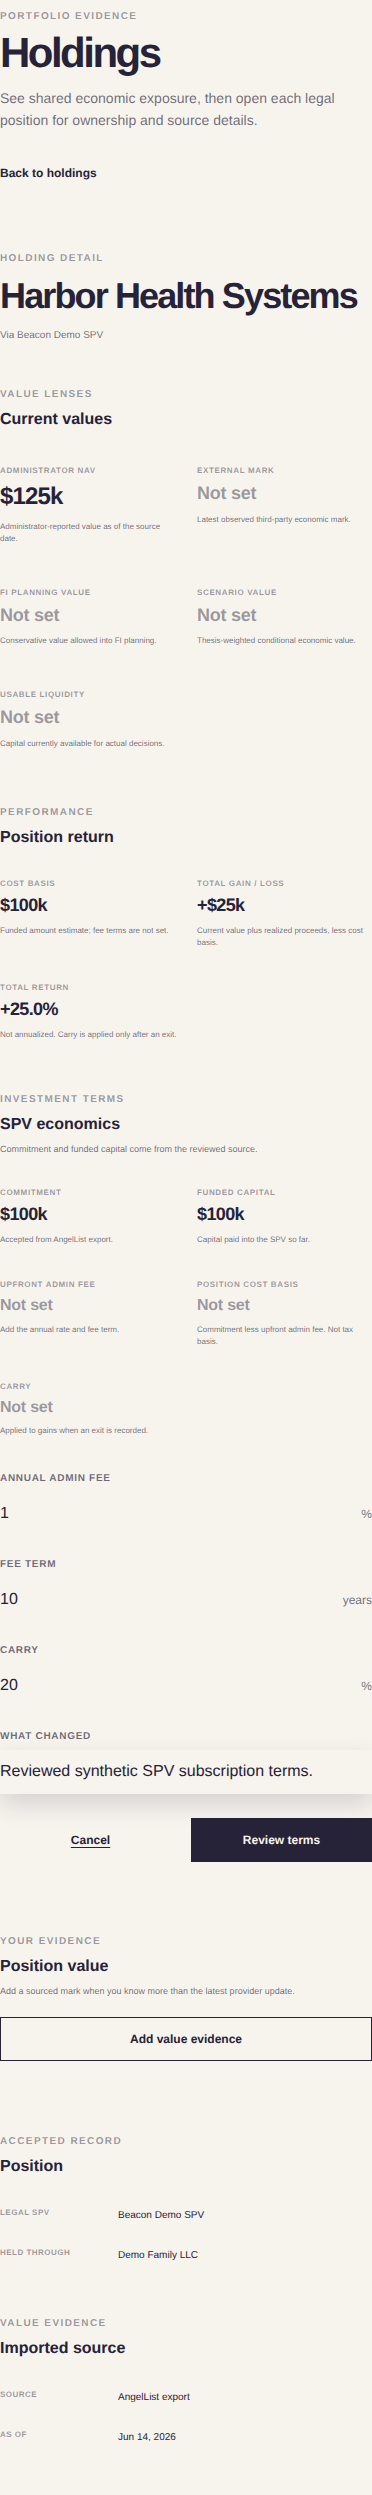 PORTFOLIO EVIDENCE
Holdings
See shared economic exposure, then open each legal
position for ownership and source details.
Back to holdings
HOLDING DETAIL
Harbor Health Systems
Via Beacon Demo SPV
VALUE LENSES
Current values
ADMINISTRATOR NAV
$125k
Administrator-reported value as of the source
date.
EXTERNAL MARK
Not set
Latest observed third-party economic mark.
FI PLANNING VALUE
Not set
Conservative value allowed into FI planning.
SCENARIO VALUE
Not set
Thesis-weighted conditional economic value.
USABLE LIQUIDITY
Not set
Capital currently available for actual decisions.
PERFORMANCE
Position return
COST BASIS
$100k
Funded amount estimate; fee terms are not set.
TOTAL GAIN / LOSS
+$25k
Current value plus realized proceeds, less cost
basis.
TOTAL RETURN
+25.0%
Not annualized. Carry is applied only after an exit.
INVESTMENT TERMS
SPV economics
Commitment and funded capital come from the reviewed source.
COMMITMENT
$100k
Accepted from AngelList export.
FUNDED CAPITAL
$100k
Capital paid into the SPV so far.
UPFRONT ADMIN FEE
Not set
Add the annual rate and fee term.
POSITION COST BASIS
Not set
Commitment less upfront admin fee. Not tax
basis.
CARRY
Not set
Applied to gains when an exit is recorded.
ANNUAL ADMIN FEE
1 %
FEE TERM
10 years
CARRY
20 %
WHAT CHANGED
Reviewed synthetic SPV subscription terms.
Cancel
Review terms
YOUR EVIDENCE
Position value
Add a sourced mark when you know more than the latest provider update.
Add value evidence
ACCEPTED RECORD
Position
LEGAL SPV
Beacon Demo SPV
HELD THROUGH
Demo Family LLC
VALUE EVIDENCE
Imported source
SOURCE
AngelList export
AS OF
Jun 14, 2026